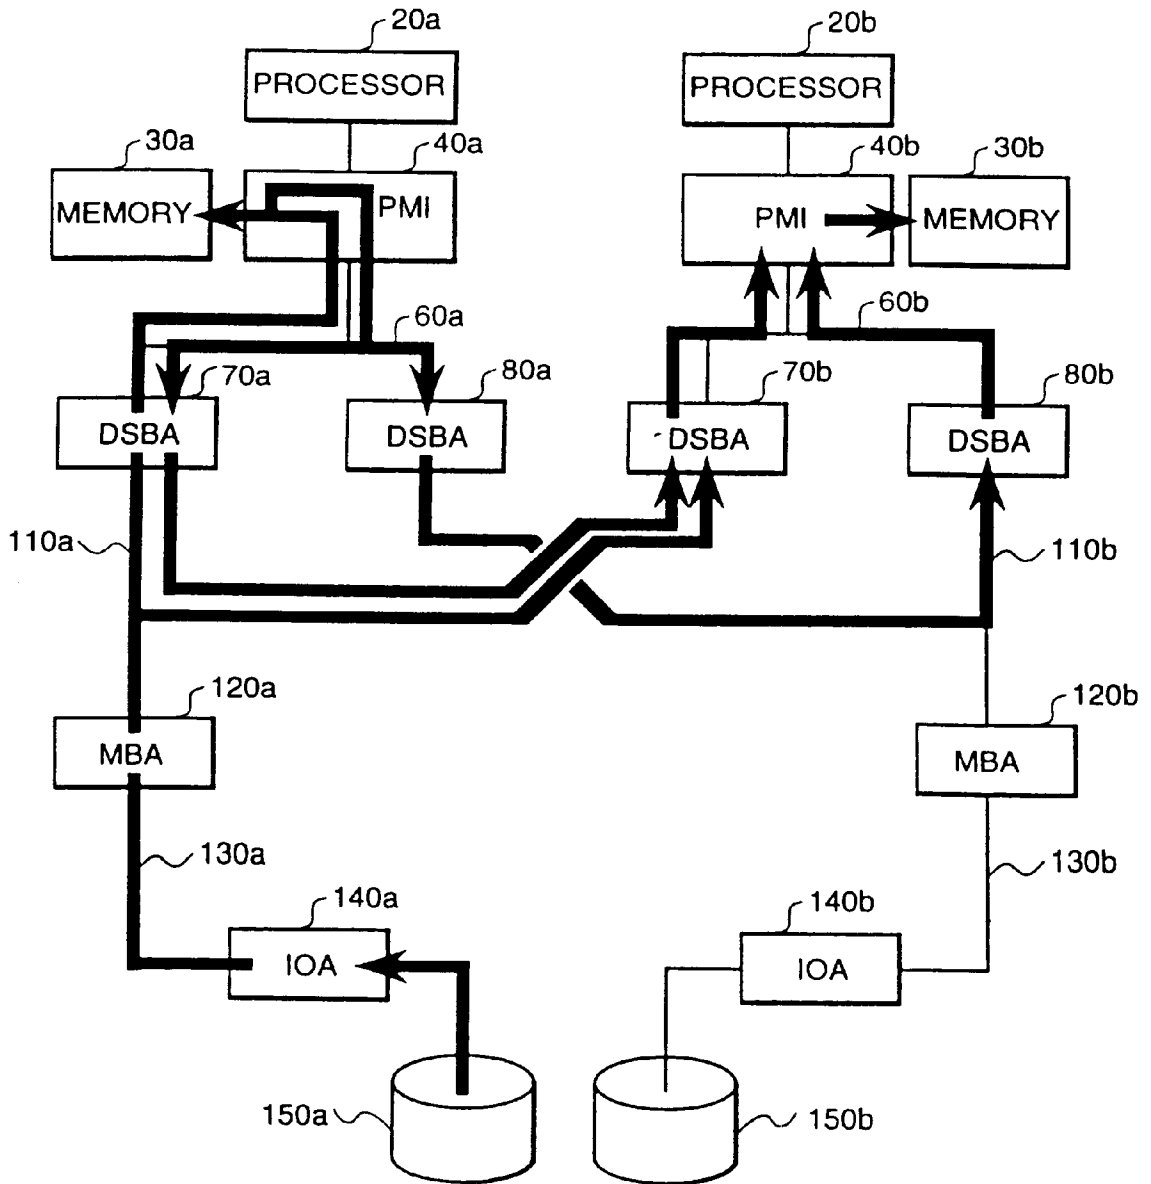 20a
20b
PROCESSOR
PROCESSOR
30a
40a
40b
30b
MEMORY
PMI
PMI
MEMORY
60a
60b
70a
80a
70b
80b
DSBA
DSBA
DSBA
DSBA
110a
110b
120a
120b
MBA
MBA
130a
130b
140a
140b
IOA
IOA
150a
150b